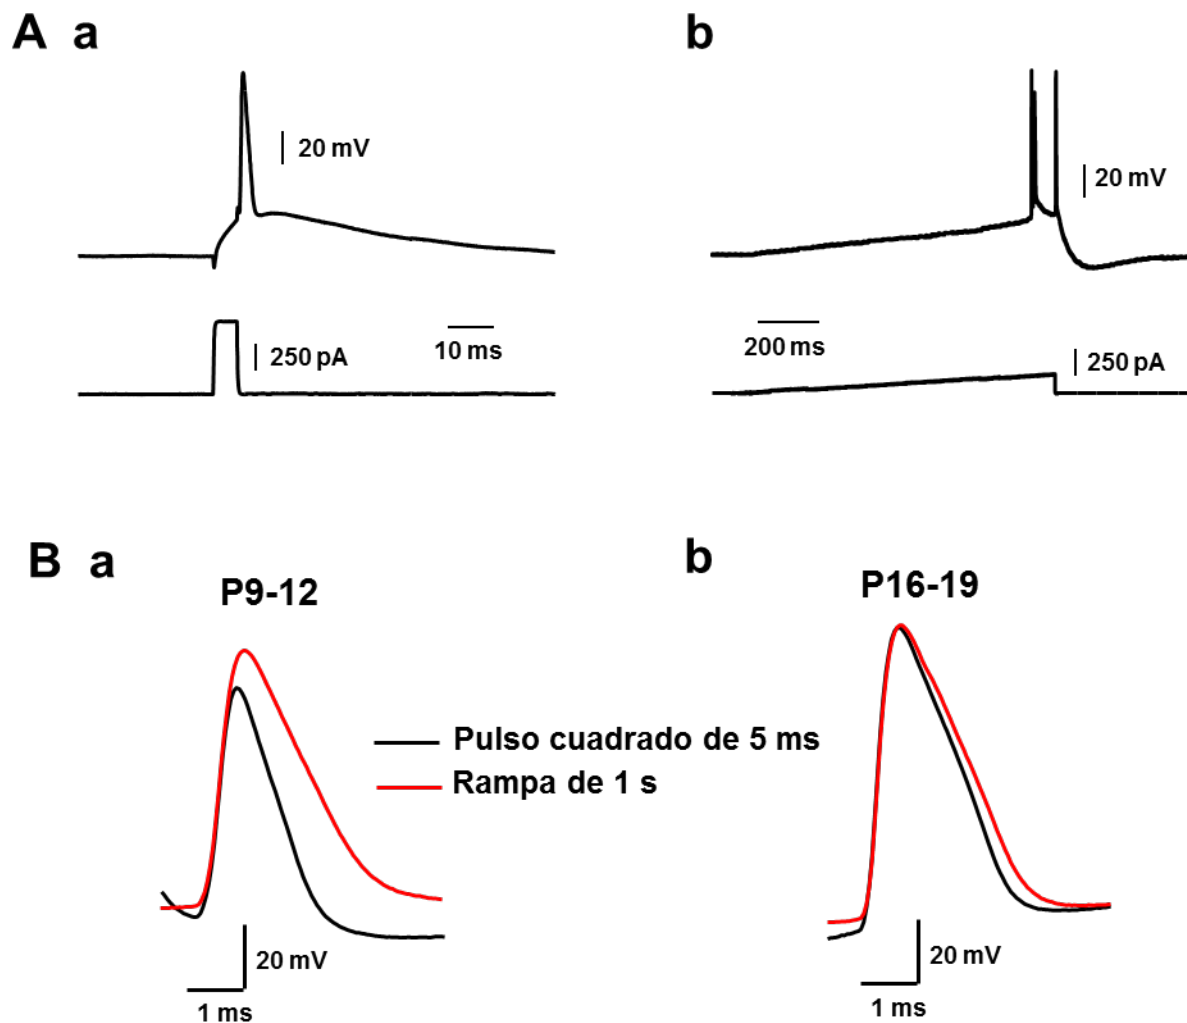 A a
b
20 mV
20 mV
10 ms
250 pA
200 ms
250 pA
B a
b
P9-12
P16-19
Pulso cuadrado de 5 ms
Rampa de 1 s
20 mV
1 ms
20 mV
1 ms